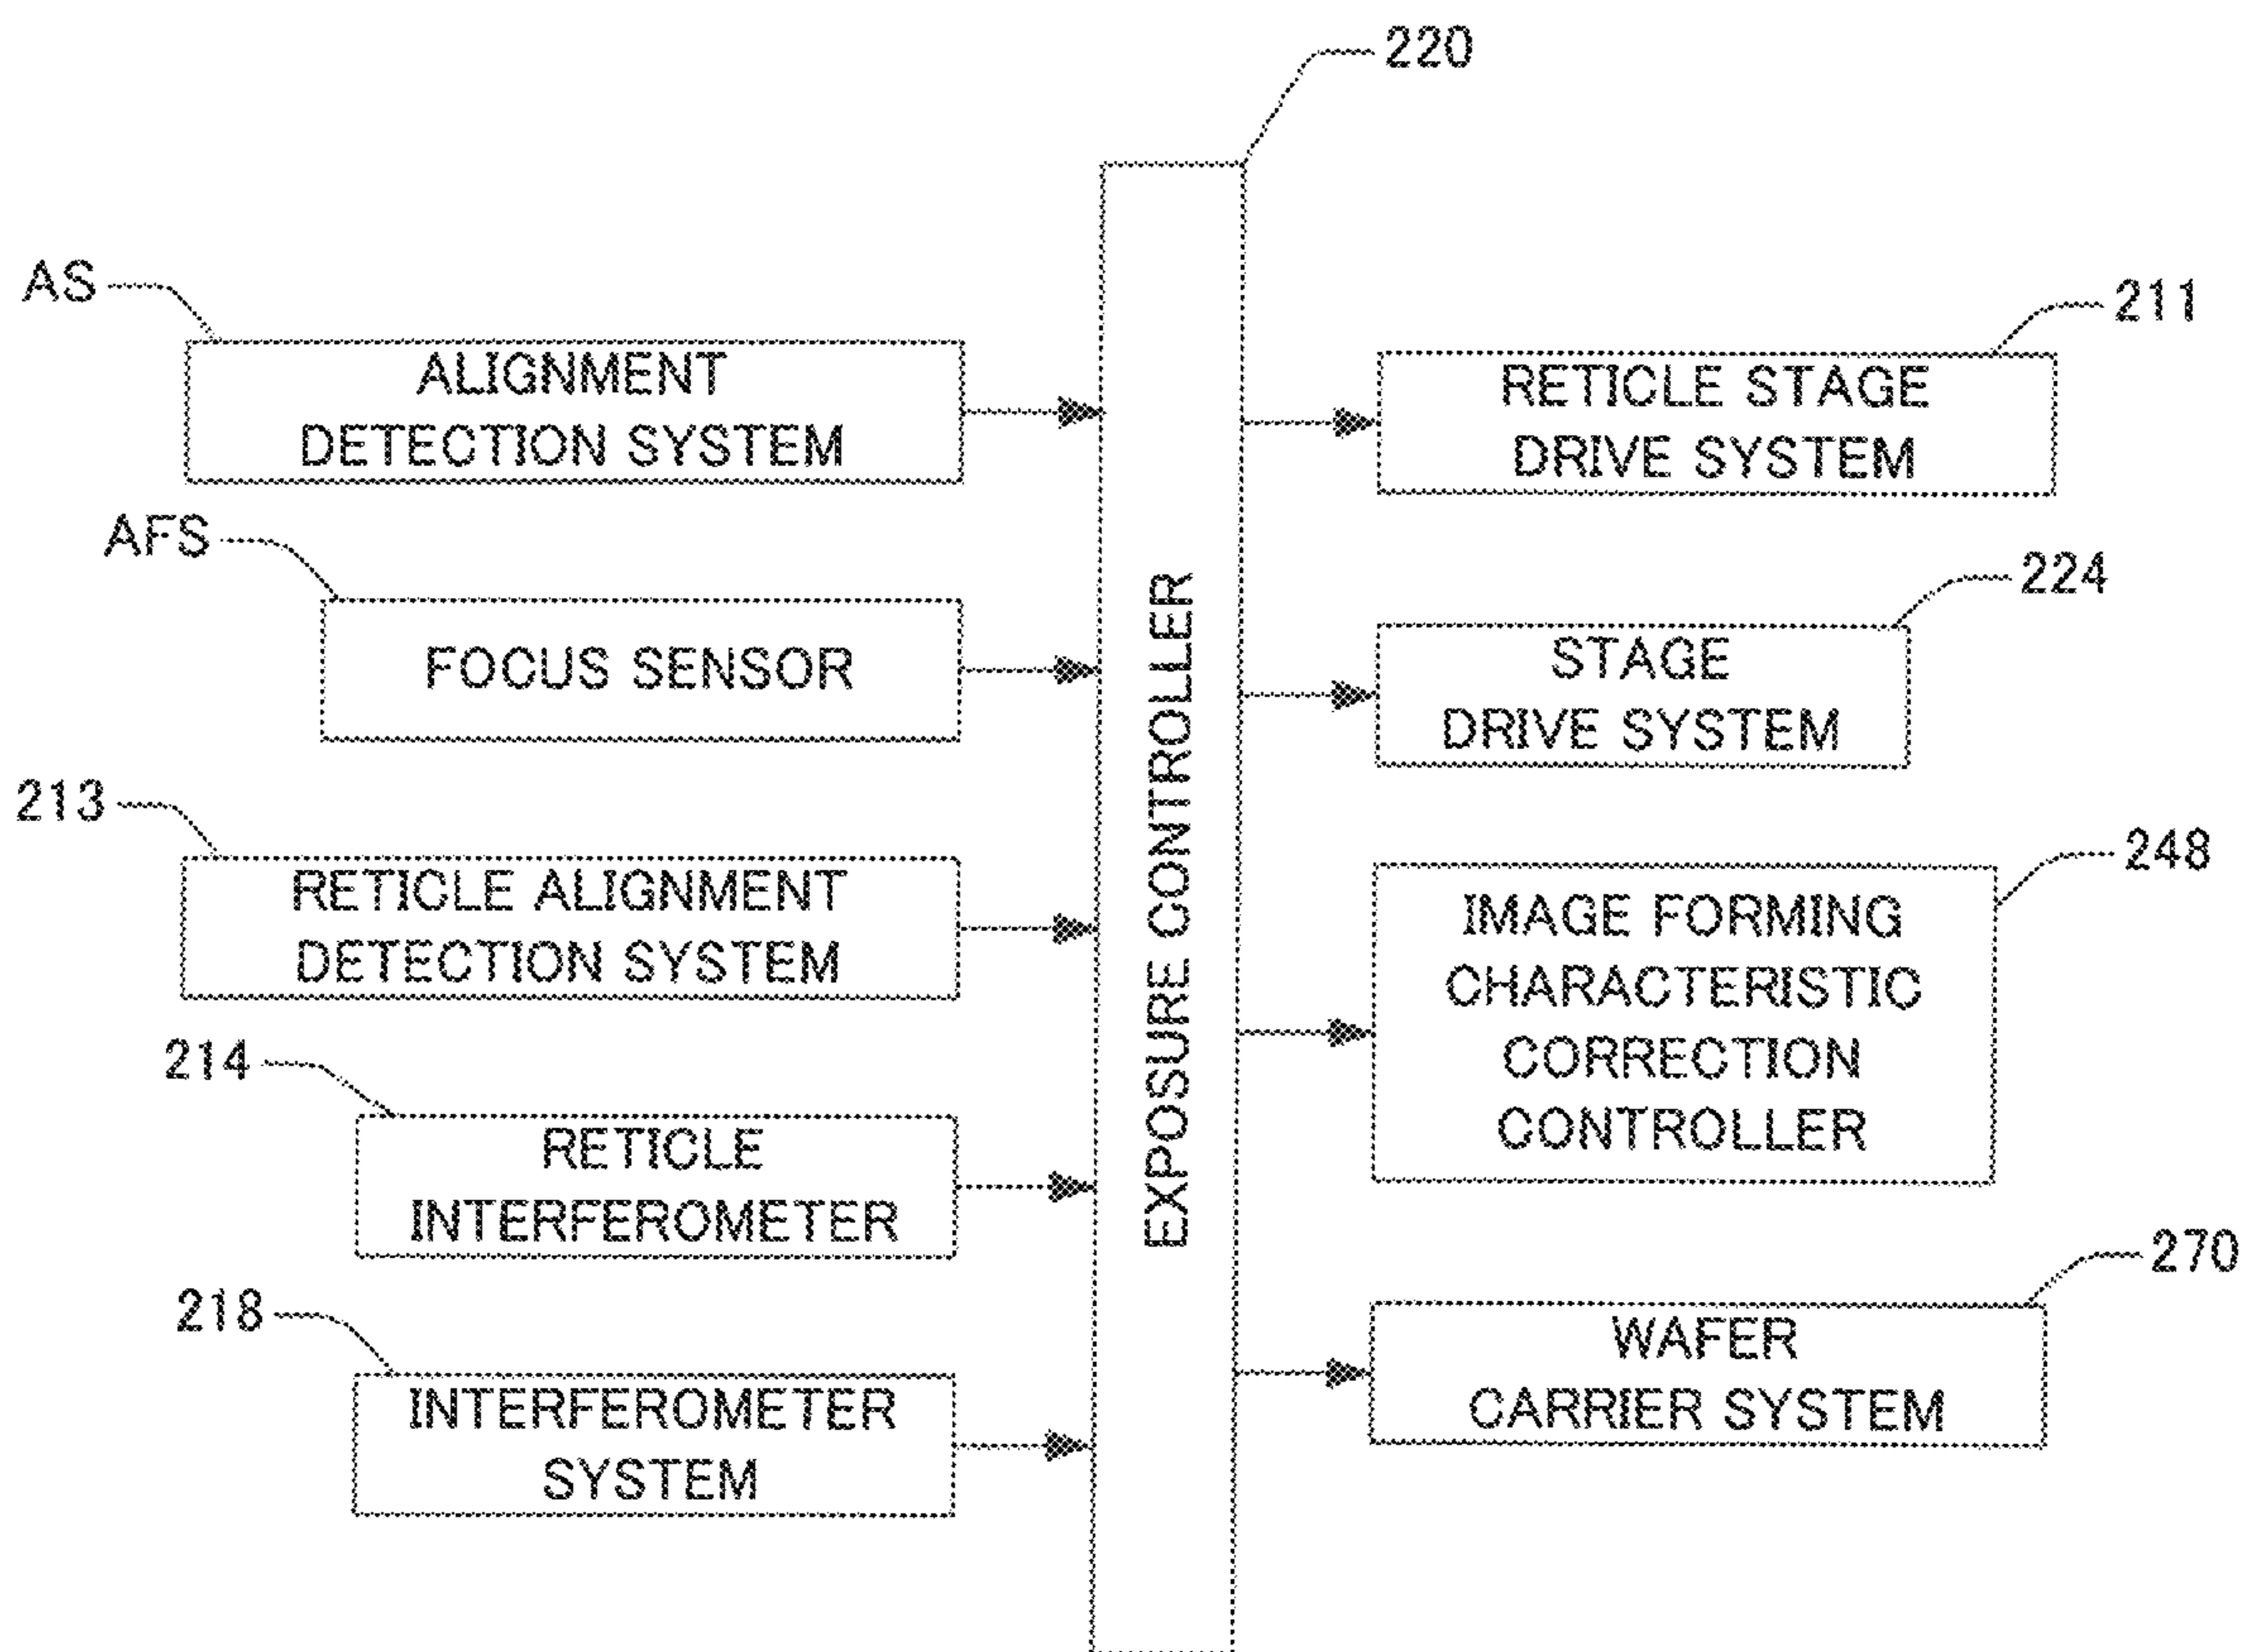 220
AS
ALIGNMENT
DETECTION SYSTEM
AFS
FOCUS SENSOR
213
RETICLE ALIGNMENT
DETECTION SYSTEM
214
RETICLE
INTERFEROMETER
218
INTERFEROMETER
SYSTEM
EXPOSURE CONTROLLER
211
RETICLE STAGE
DRIVE SYSTEM
224
STAGE
DRIVE SYSTEM
248
IMAGE FORMING
CHARACTERISTIC
CORRECTION
CONTROLLER
270
WAFER
CARRIER SYSTEM